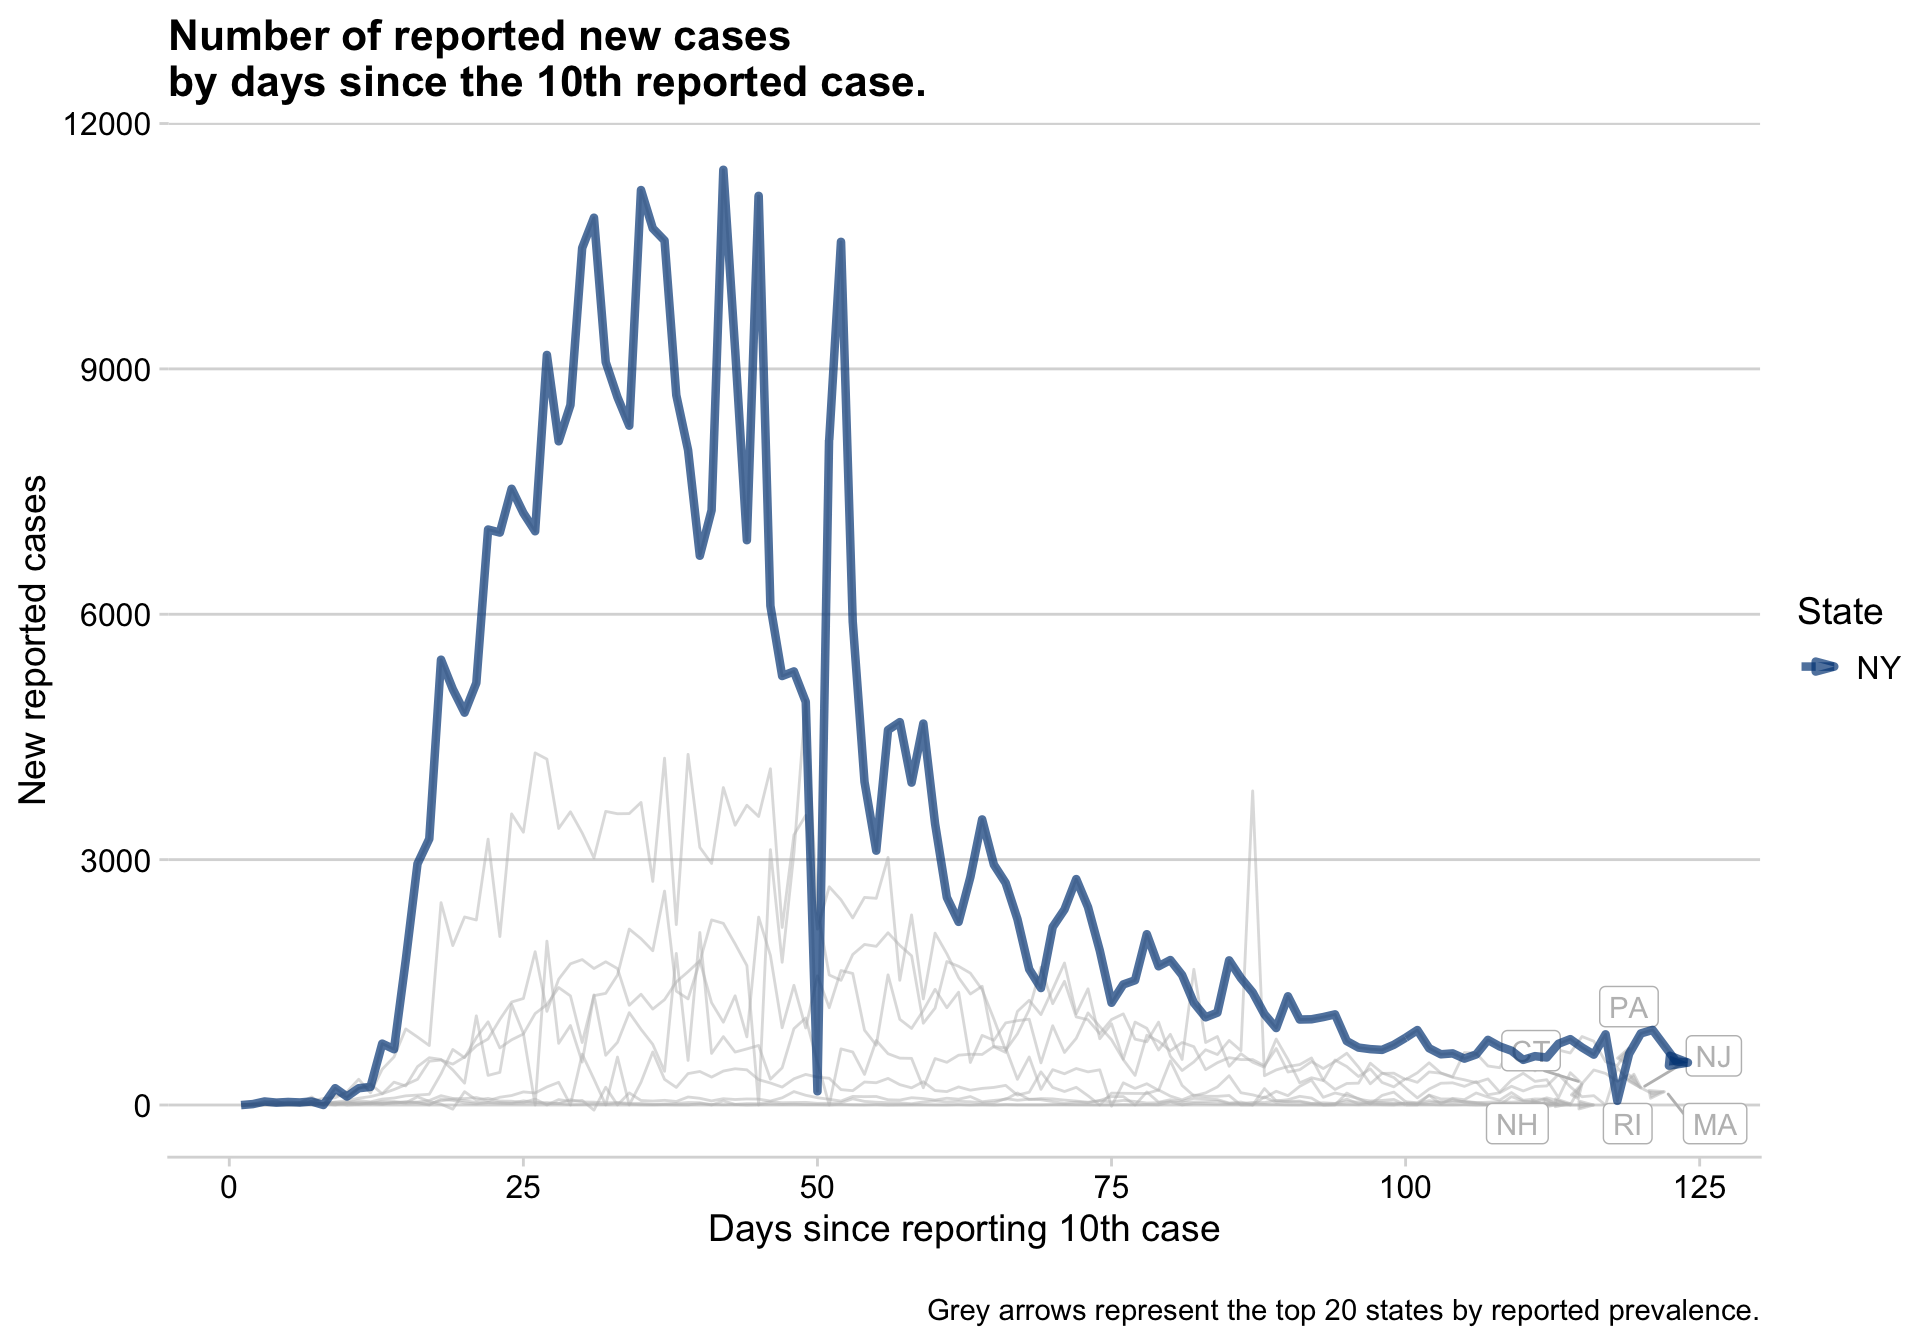 Number of reported new cases
by days since the 10th reported case.
12000
9000
6000
3000
0
New reported cases
State
NY
PA
CT
NJ
NH
RI
MA
0
25
50
75
100
125
Days since reporting 10th case
Grey arrows represent the top 20 states by reported prevalence.